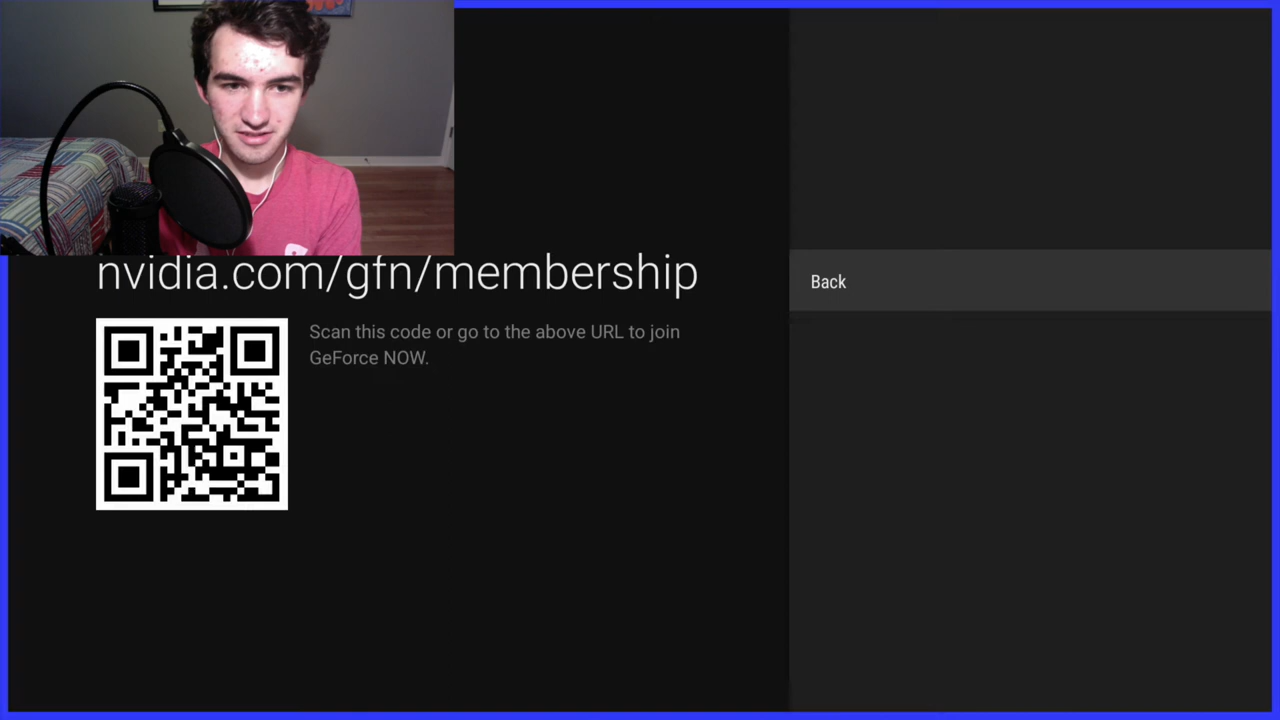 nvidia.com/gfn/membership
Scan this code or go to the above URL to join
GeForce NOW.
Back